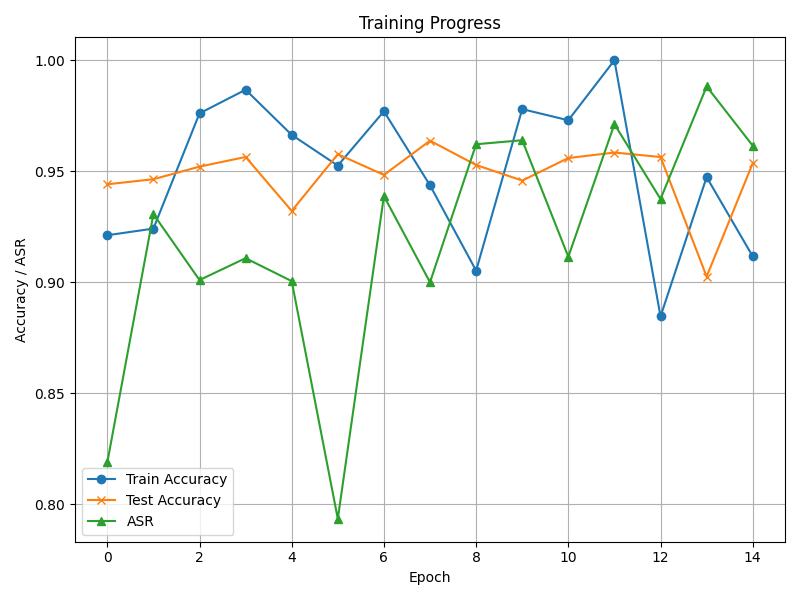 Training Progress
1.00
0.95
0.90
0.85
0.80
Accuracy / ASR
Train Accuracy
Test Accuracy
ASR
0 2 4 6 8 10 12 14
Epoch